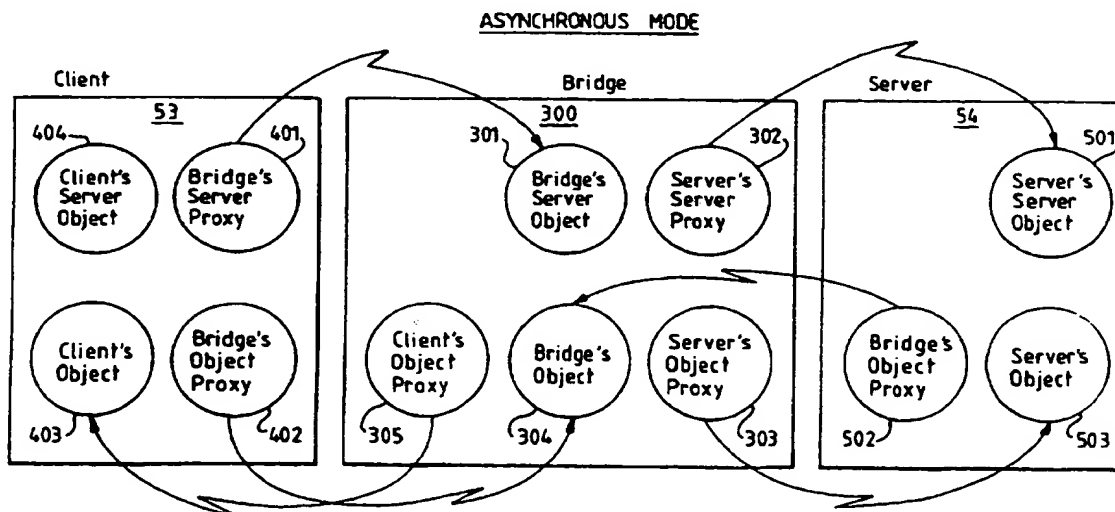 ASYNCHRONOUS MODE
Client
Bridge
Server
53
300
54
404
401
301
302
501
Client's
Server
Object
Bridge's
Server
Proxy
Bridge's
Server
Object
Server's
Server
Proxy
Server's
Server
Object
Client's
Object
Bridge's
Object
Proxy
Client's
Object
Proxy
Bridge's
Object
Server's
Object
Proxy
Bridge's
Object
Proxy
Server's
Object
403
402
305
304
303
502
503